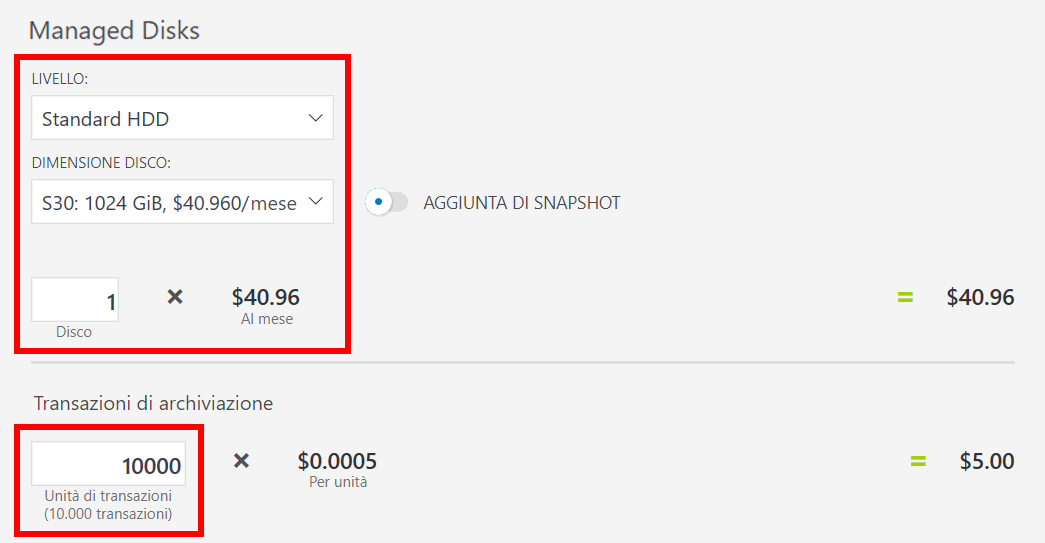 Managed Disks
LIVELLO:
Standard HDD
DIMENSIONE DISCO:
S30: 1024 GiB, $40.960/mese
AGGIUNTA DI SNAPSHOT
1 × $40.96 = $40.96
Disco Al mese
Transazioni di archiviazione
10000 × $0.0005 = $5.00
Unità di transazioni Per unità
(10.000 transazioni)